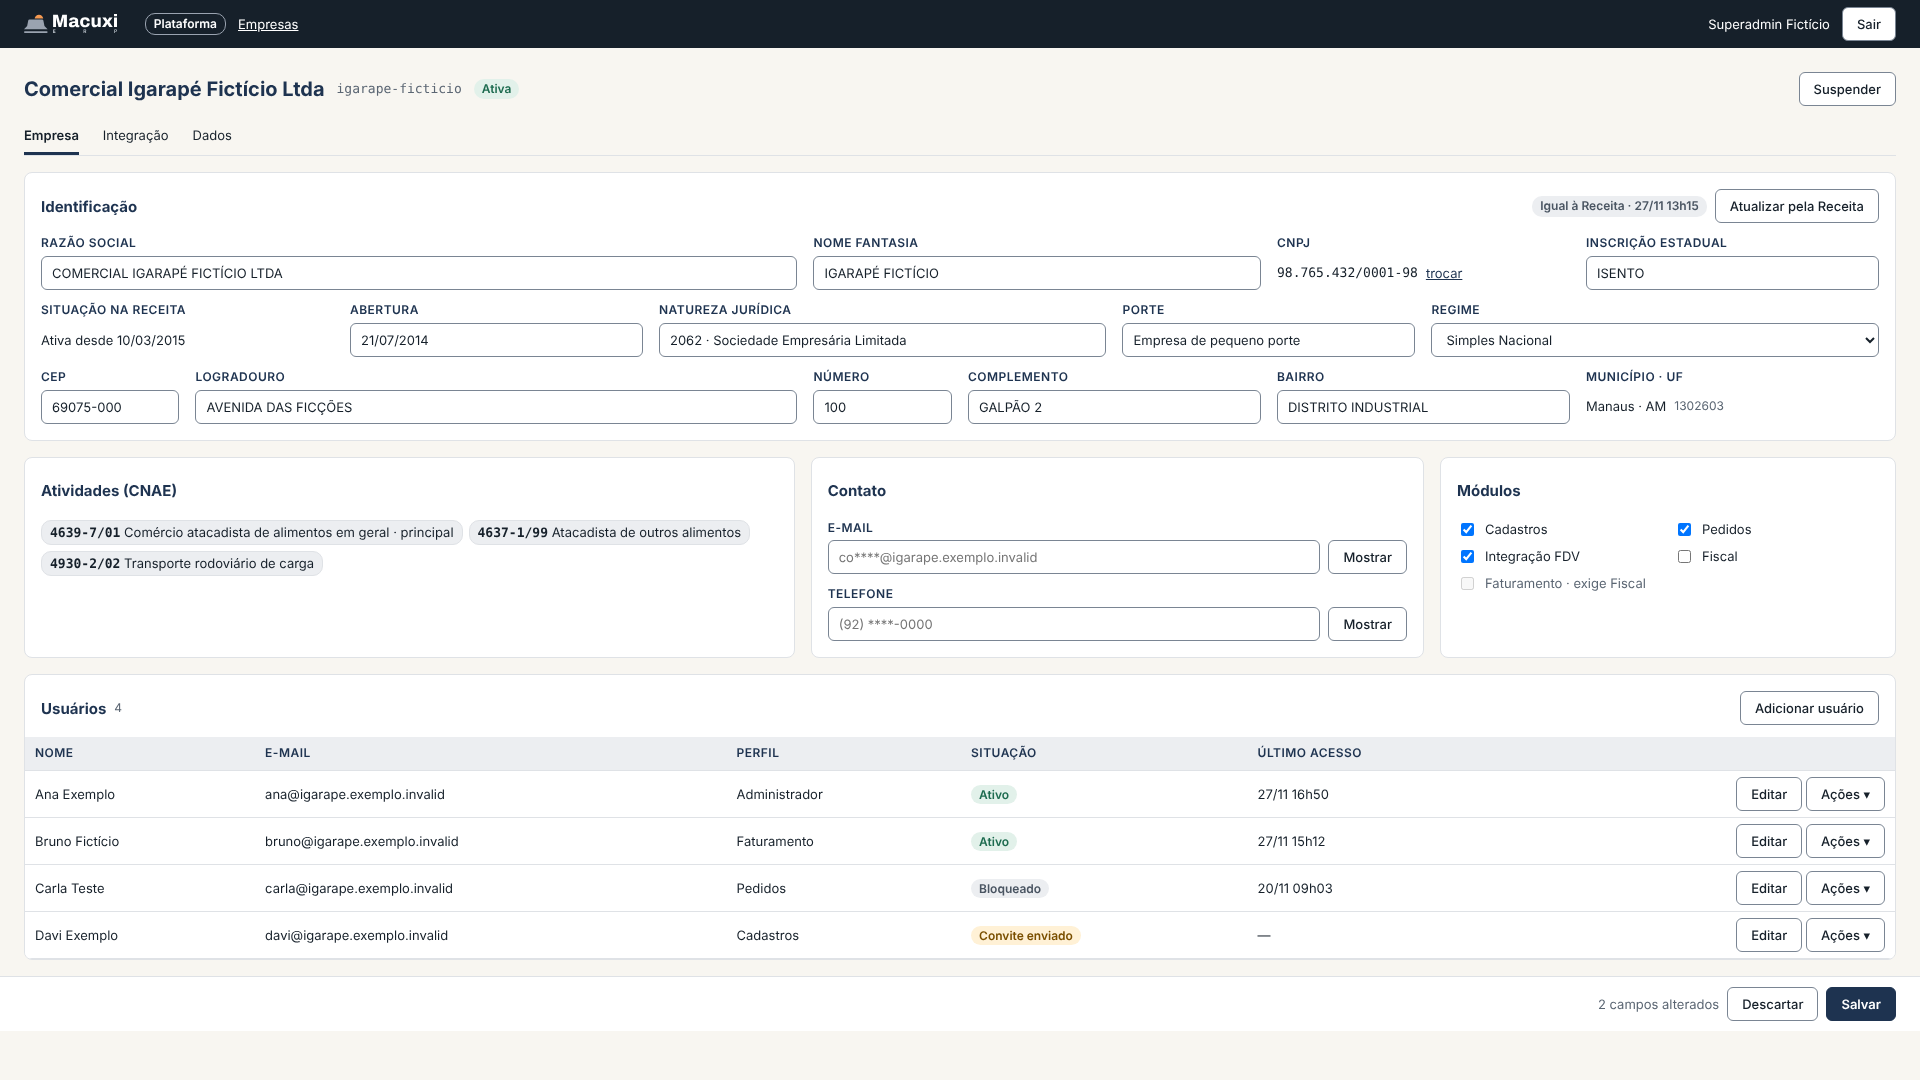 Macuxi
E R P
Plataforma
Empresas
Superadmin Fictício
Sair
Comercial Igarapé Fictício Ltda
igarape-ficticio
Ativa
Suspender
Empresa
Integração
Dados
Identificação
Igual à Receita · 27/11 13h15
Atualizar pela Receita
RAZÃO SOCIAL
NOME FANTASIA
CNPJ
INSCRIÇÃO ESTADUAL
COMERCIAL IGARAPÉ FICTÍCIO LTDA
IGARAPÉ FICTÍCIO
98.765.432/0001-98 trocar
ISENTO
SITUAÇÃO NA RECEITA
ABERTURA
NATUREZA JURÍDICA
PORTE
REGIME
Ativa desde 10/03/2015
21/07/2014
2062 · Sociedade Empresária Limitada
Empresa de pequeno porte
Simples Nacional
CEP
LOGRADOURO
NÚMERO
COMPLEMENTO
BAIRRO
MUNICÍPIO · UF
69075-000
AVENIDA DAS FICÇÕES
100
GALPÃO 2
DISTRITO INDUSTRIAL
Manaus · AM 1302603
Atividades (CNAE)
4639-7/01 Comércio atacadista de alimentos em geral · principal
4637-1/99 Atacadista de outros alimentos
4930-2/02 Transporte rodoviário de carga
Contato
E-MAIL
co****@igarape.exemplo.invalid
Mostrar
TELEFONE
(92) ****-0000
Mostrar
Módulos
Cadastros
Pedidos
Integração FDV
Fiscal
Faturamento · exige Fiscal
Usuários 4
Adicionar usuário
NOME
E-MAIL
PERFIL
SITUAÇÃO
ÚLTIMO ACESSO
Ana Exemplo
ana@igarape.exemplo.invalid
Administrador
Ativo
27/11 16h50
Editar
Ações ▾
Bruno Fictício
bruno@igarape.exemplo.invalid
Faturamento
Ativo
27/11 15h12
Editar
Ações ▾
Carla Teste
carla@igarape.exemplo.invalid
Pedidos
Bloqueado
20/11 09h03
Editar
Ações ▾
Davi Exemplo
davi@igarape.exemplo.invalid
Cadastros
Convite enviado
—
Editar
Ações ▾
2 campos alterados
Descartar
Salvar